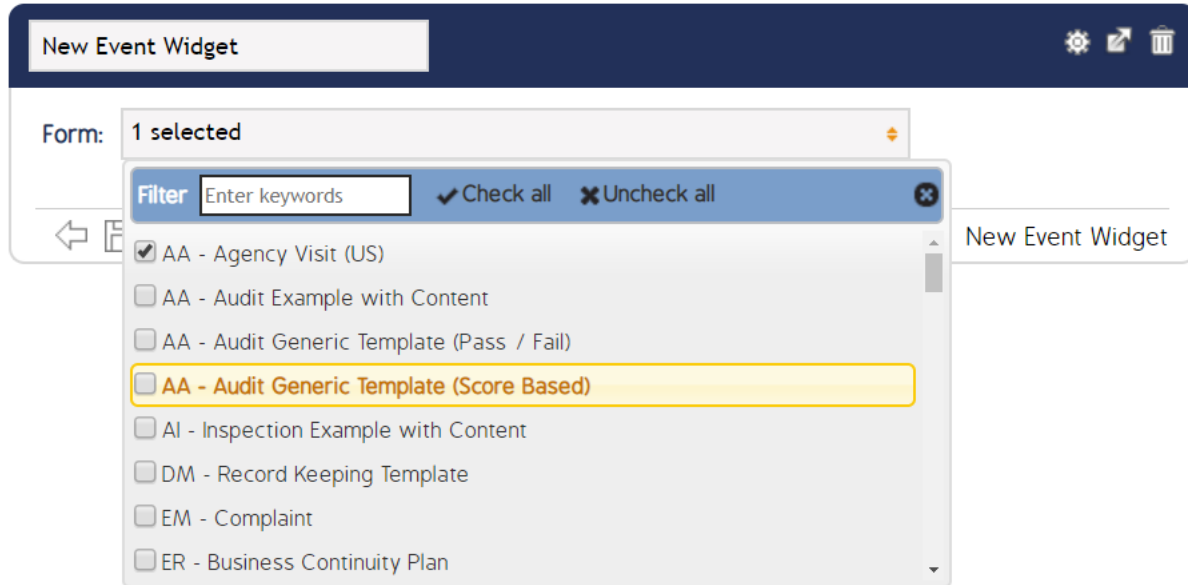 New Event Widget
Form: 1 selected
Filter Enter keywords Check all Uncheck all
New Event Widget
AA - Agency Visit (US)
AA - Audit Example with Content
AA - Audit Generic Template (Pass / Fail)
AA - Audit Generic Template (Score Based)
AI - Inspection Example with Content
DM - Record Keeping Template
EM - Complaint
ER - Business Continuity Plan